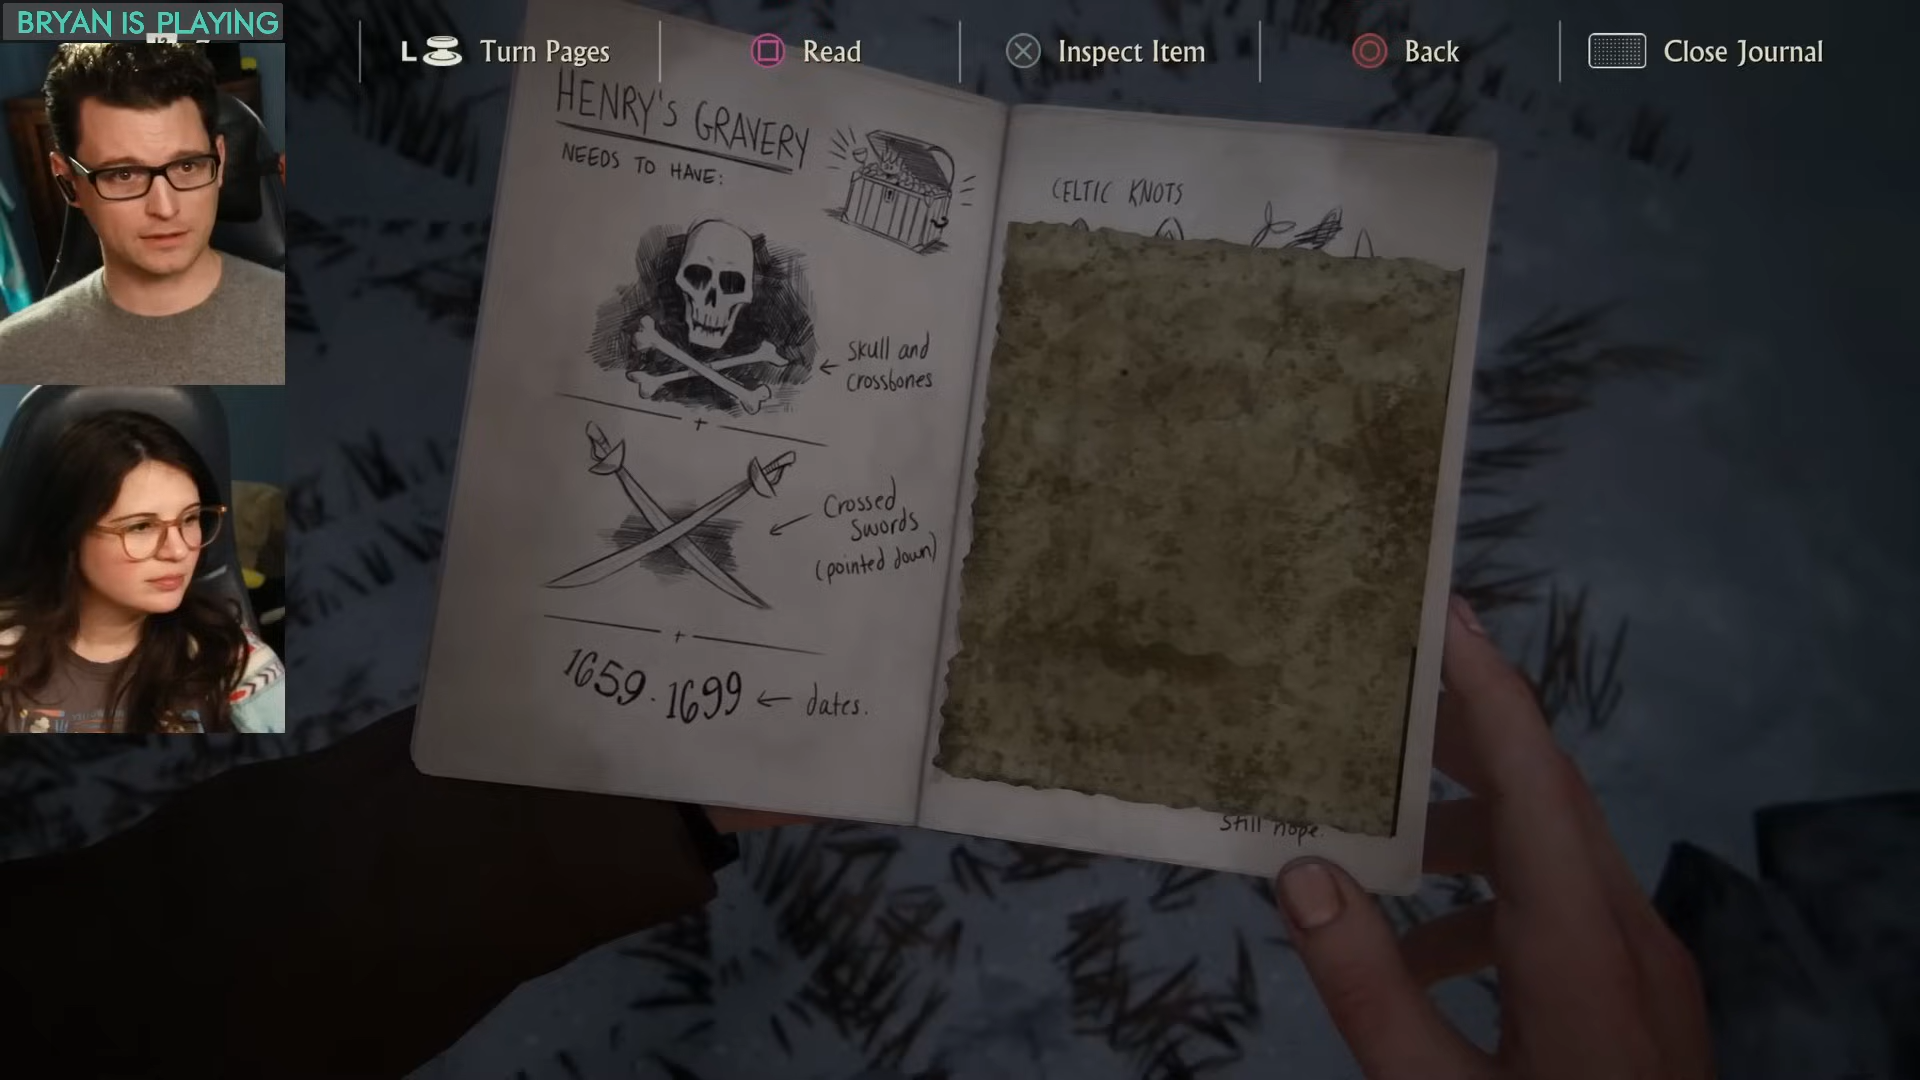 BRYAN IS PLAYING
L Turn Pages
Read
Inspect Item
Back
Close Journal
HENRY'S GRAVERY
NEEDS TO HAVE:
Skull and
Crossbones
+
Crossed
Swords
(pointed down)
+
1659 - 1699 ← dates.
CELTIC KNOTS
Still nope.